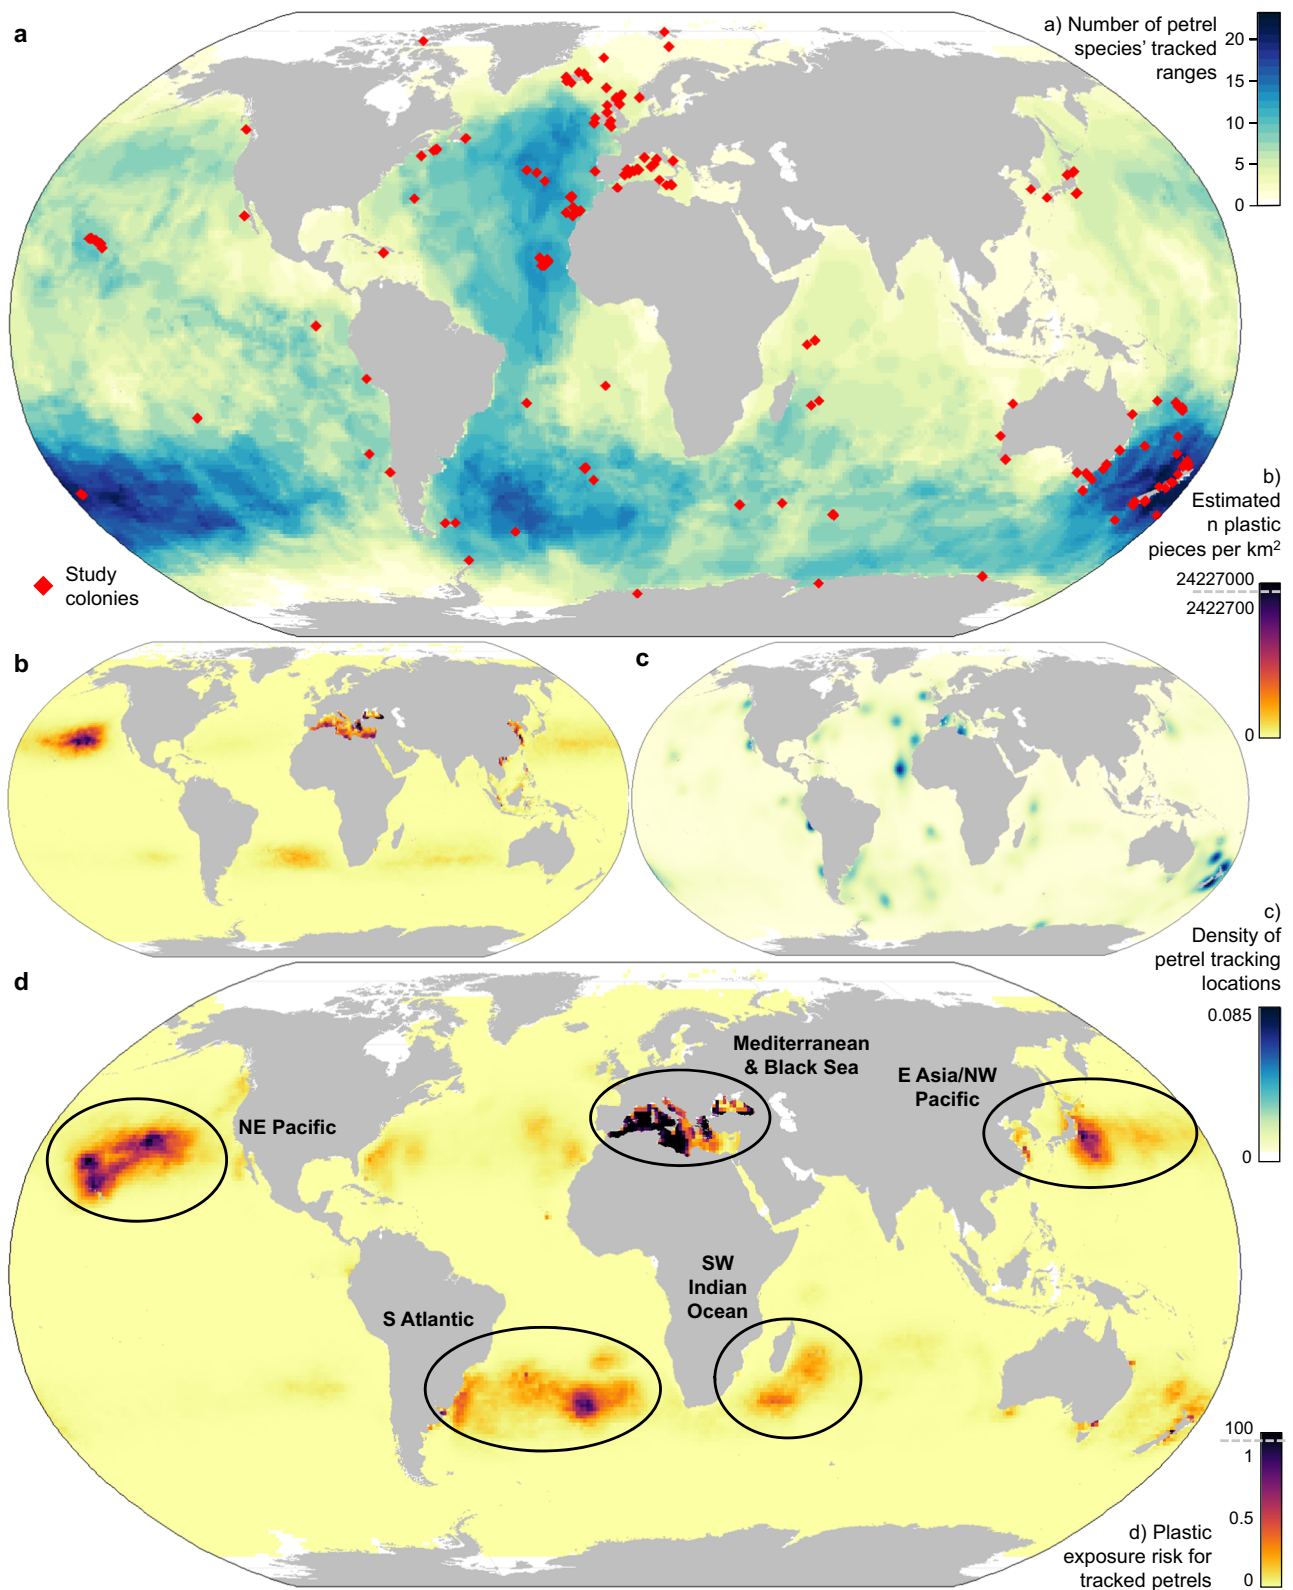 a
a) Number of petrel
species' tracked
ranges
20
15
10
5
0
Study
colonies
b)
Estimated
n plastic
pieces per km²
24227000
2422700
0
b
c
c)
Density of
petrel tracking
locations
0.085
0
d
Mediterranean
& Black Sea
E Asia/NW
Pacific
NE Pacific
SW
Indian
Ocean
S Atlantic
100
1
0.5
0
d) Plastic
exposure risk for
tracked petrels